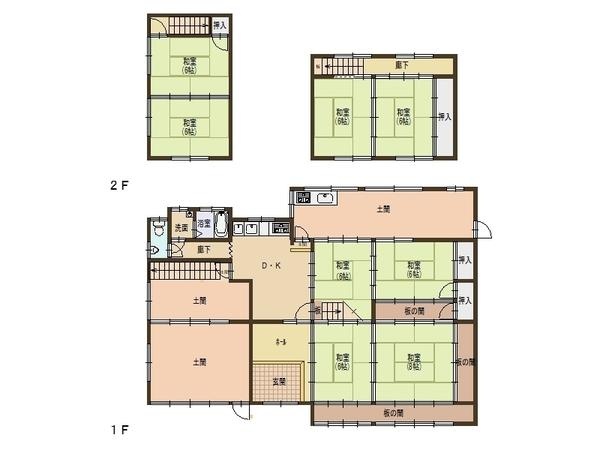 押入
和室
(6帖)
和室
(6帖)
廊下
和室
(6帖)
和室
(6帖)
押入
2F
土間
洗面
浴室
廊下
D・K
和室
(6帖)
和室
(6帖)
押入
押入
土間
板
板の間
土間
ホール
玄関
和室
(6帖)
和室
(8帖)
板の間
板の間
1F